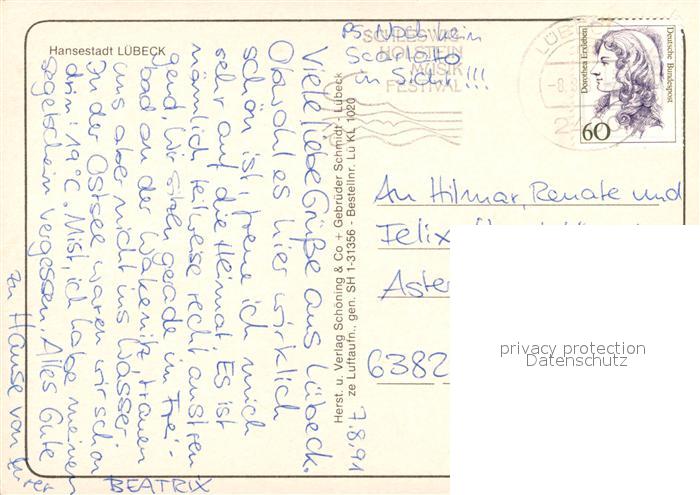 Hansestadt LÜBECK
Viele liebe Grüße aus Lübeck.
Obwohl es hier wirklich
schön ist, freue ich mich
sehr auf die Heimat. Es ist
nämlich teilweise recht anstren
gend. Wir sitzen gerade im Frei-
bad an der Wakenitz, trauen
uns aber nicht ins Wasser.
In der Ostsee waren wir schon
drin: 19°C. Mist, ich habe meinen
Segelschein vergessen. Alles Gute
zu Hause von Eurer
BEATRIX
7.8.91
PS Noch kein
Scarlatto
in Sicht!!!
SCHLESWIG
HOLSTEIN
MUSIK
FESTIVAL
LÜBECK
Dorothea Erxleben
Deutsche Bundespost
60
Herst. u. Verlag Schöning & Co + Gebrüder Schmidt - Lübeck
ze Luftaufn., gen. SH 1-31356 - Bestellnr. Lü KL 1020
An Hilmar, Renate und
Felix
Aster
6382
privacy protection
Datenschutz